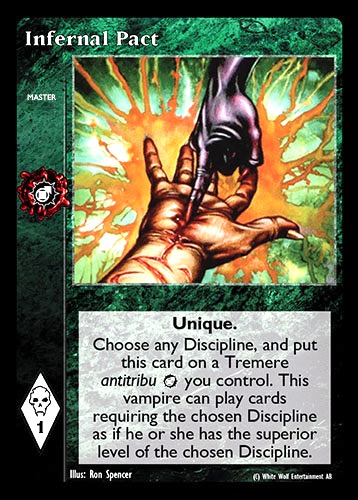 Infernal Pact
MASTER
Unique.
Choose any Discipline, and put
this card on a Tremere
antitribu you control. This
vampire can play cards
requiring the chosen Discipline
as if he or she has the superior
level of the chosen Discipline.
1
Illus: Ron Spencer
(C) White Wolf Entertainment AB